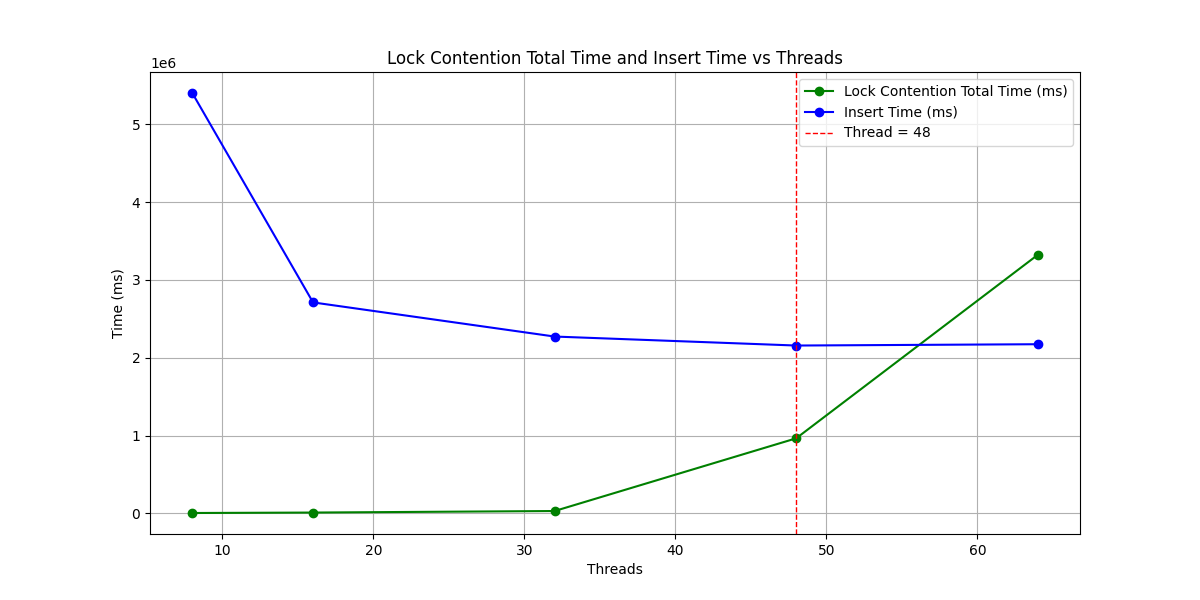 Lock Contention Total Time and Insert Time vs Threads
1e6
Lock Contention Total Time (ms)
Insert Time (ms)
Thread = 48
5
4
3
2
1
0
Time (ms)
10 20 30 40 50 60
Threads